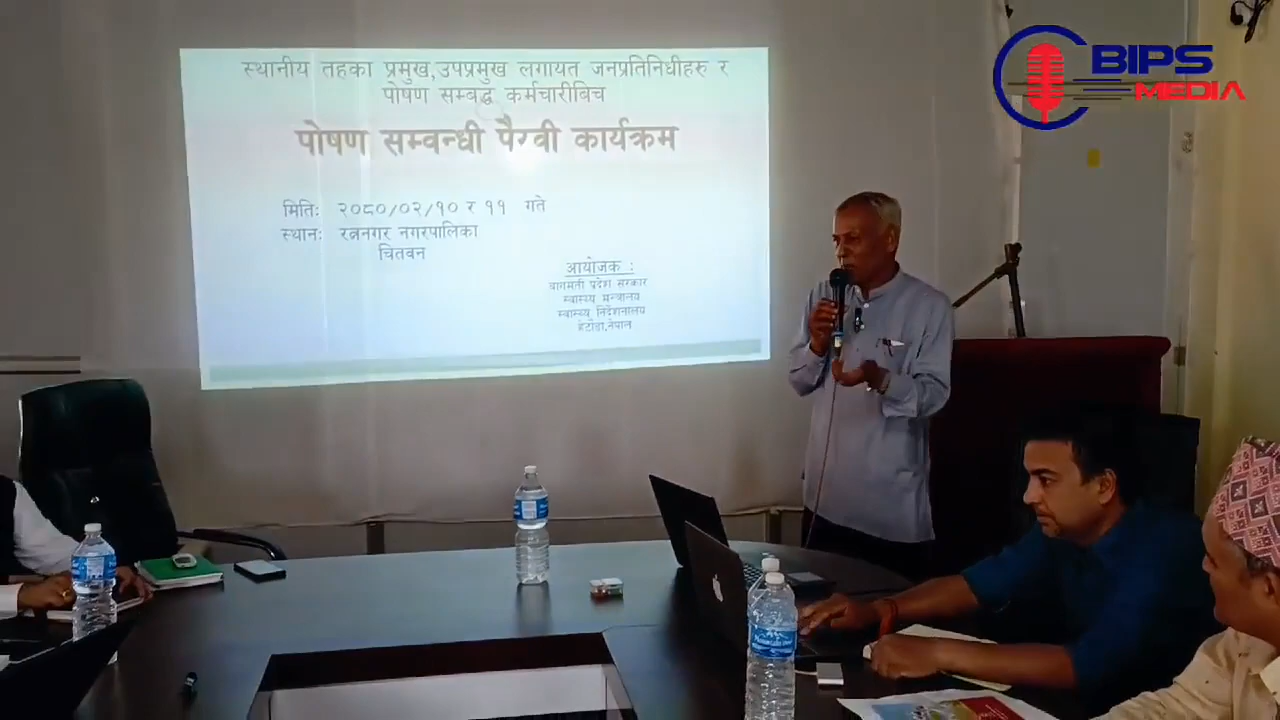 स्थानीय तहका प्रमुख,उपप्रमुख लगायत जनप्रतिनिधीहरु र
पोषण सम्बद्ध कर्मचारीबिच
पोषण सम्वन्धी पैरवी कार्यक्रम
मितिः २०८०/०२/१० र ११ गते
स्थानः रत्ननगर नगरपालिका
चितवन
आयोजक :
बागमती प्रदेश सरकार
स्वास्थ्य मन्त्रालय
स्वास्थ्य निर्देशनालय
हेटौडा,नेपाल
BIPS
MEDIA